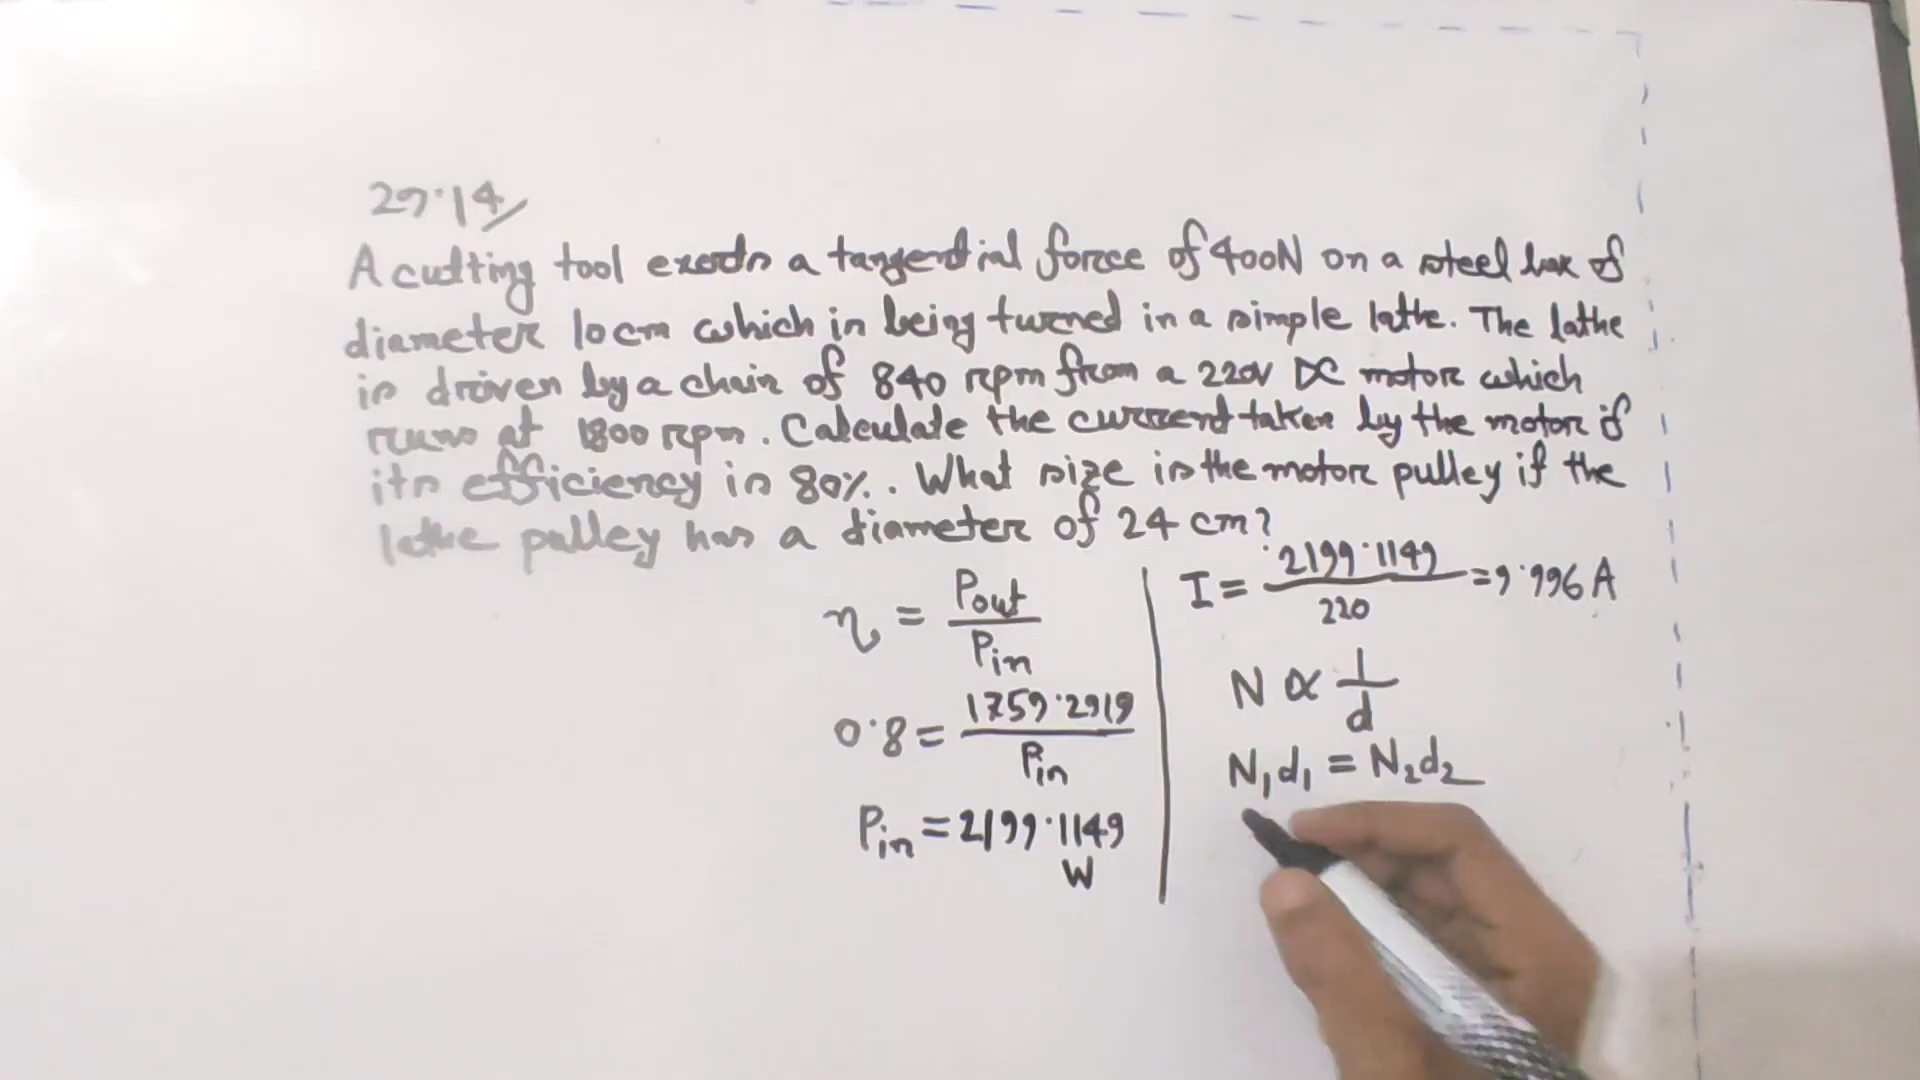 29.14/
A cutting tool exerts a tangential force of 400N on a steel bar of
diameter 10cm which is being turned in a simple lathe. The lathe
is driven by a chain of 840 rpm from a 220V DC motor which
runs at 1800 rpm. Calculate the current taken by the motor if
its efficiency is 80%. What size is the motor pulley if the
lathe pulley has a diameter of 24 cm?
η = Pout / Pin
0.8 = 1759.2919 / Pin
Pin = 2199.1149
W
I = 2199.1149 / 220 = 9.996 A
N ∝ 1 / d
N₁d₁ = N₂d₂